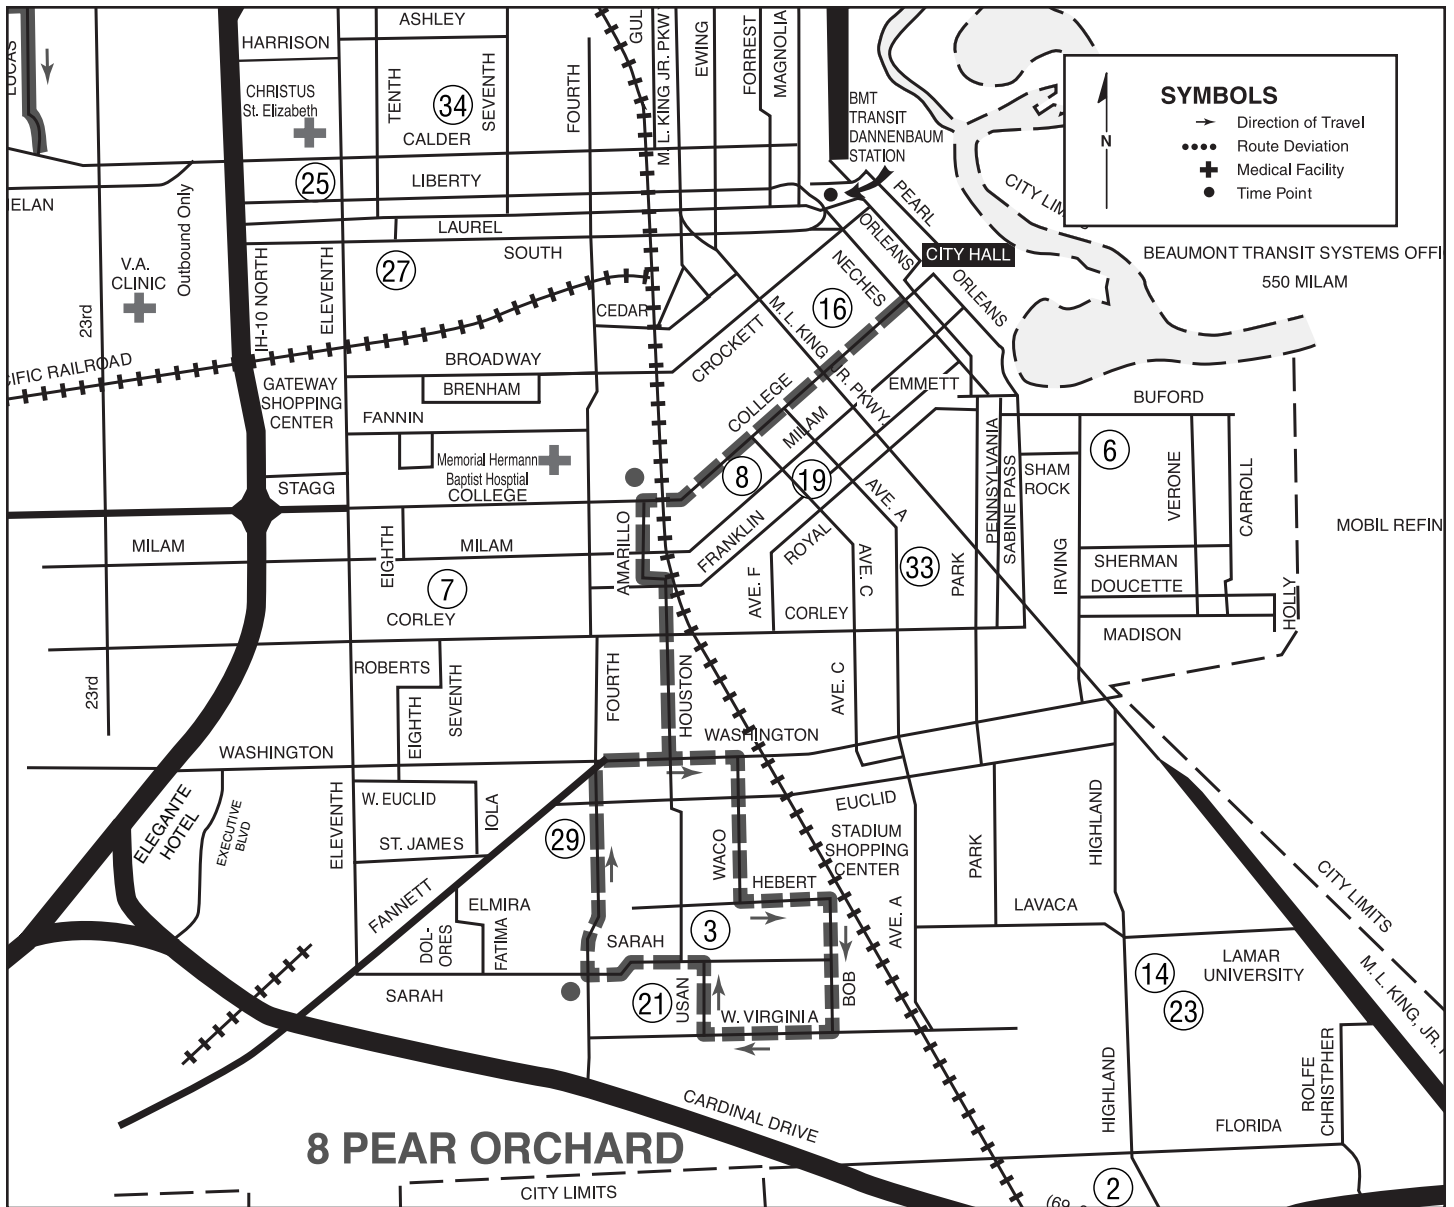 ASHLEY
HARRISON
CHRISTUS
St. Elizabeth
TENTH
34
SEVENTH
CALDER
FOURTH
M. L. KING JR. PKW
EWING
FORREST
MAGNOLIA
LUCAS
BMT
TRANSIT
DANNENBAUM
STATION
SYMBOLS
N
Direction of Travel
Route Deviation
Medical Facility
Time Point
25
LIBERTY
LAUREL
SOUTH
27
ELAN
Outbound Only
V.A.
CLINIC
23rd
IH-10 NORTH
ELEVENTH
PEARL
ORLEANS
NECHES
CITY HALL
ORLEANS
BEAUMONT TRANSIT SYSTEMS OFFI
550 MILAM
CEDAR
CROCKETT
16
M. L. KING JR. PKWY.
CIFIC RAILROAD
BROADWAY
BRENHAM
FANNIN
GATEWAY
SHOPPING
CENTER
STAGG
Memorial Hermann
Baptist Hosptial
COLLEGE
COLLEGE
MILAM
EMMETT
8
19
BUFORD
6
PENNSYLVANIA
SABINE PASS
SHAM
ROCK
VERONE
CARROLL
MOBIL REFIN
MILAM
EIGHTH
MILAM
AMARILLO
FRANKLIN
ROYAL
AVE. A
AVE. C
33
PARK
IRVING
SHERMAN
DOUCETTE
HOLLY
7
CORLEY
AVE. F
CORLEY
MADISON
23rd
ROBERTS
SEVENTH
EIGHTH
FOURTH
HOUSTON
AVE. C
WASHINGTON
WASHINGTON
ELEGANTE
HOTEL
EXECUTIVE
BLVD
ELEVENTH
W. EUCLID
IOLA
ST. JAMES
29
WACO
EUCLID
STADIUM
SHOPPING
CENTER
PARK
HIGHLAND
FANNETT
ELMIRA
DOL-
ORES
FATIMA
HEBERT
3
SARAH
AVE. A
LAVACA
CITY LIMITS
M. L. KING, JR.
SARAH
21
USAN
W. VIRGINIA
BOB
14
23
LAMAR
UNIVERSITY
HIGHLAND
ROLFE
CHRISTPHER
FLORIDA
CARDINAL DRIVE
8 PEAR ORCHARD
CITY LIMITS
2